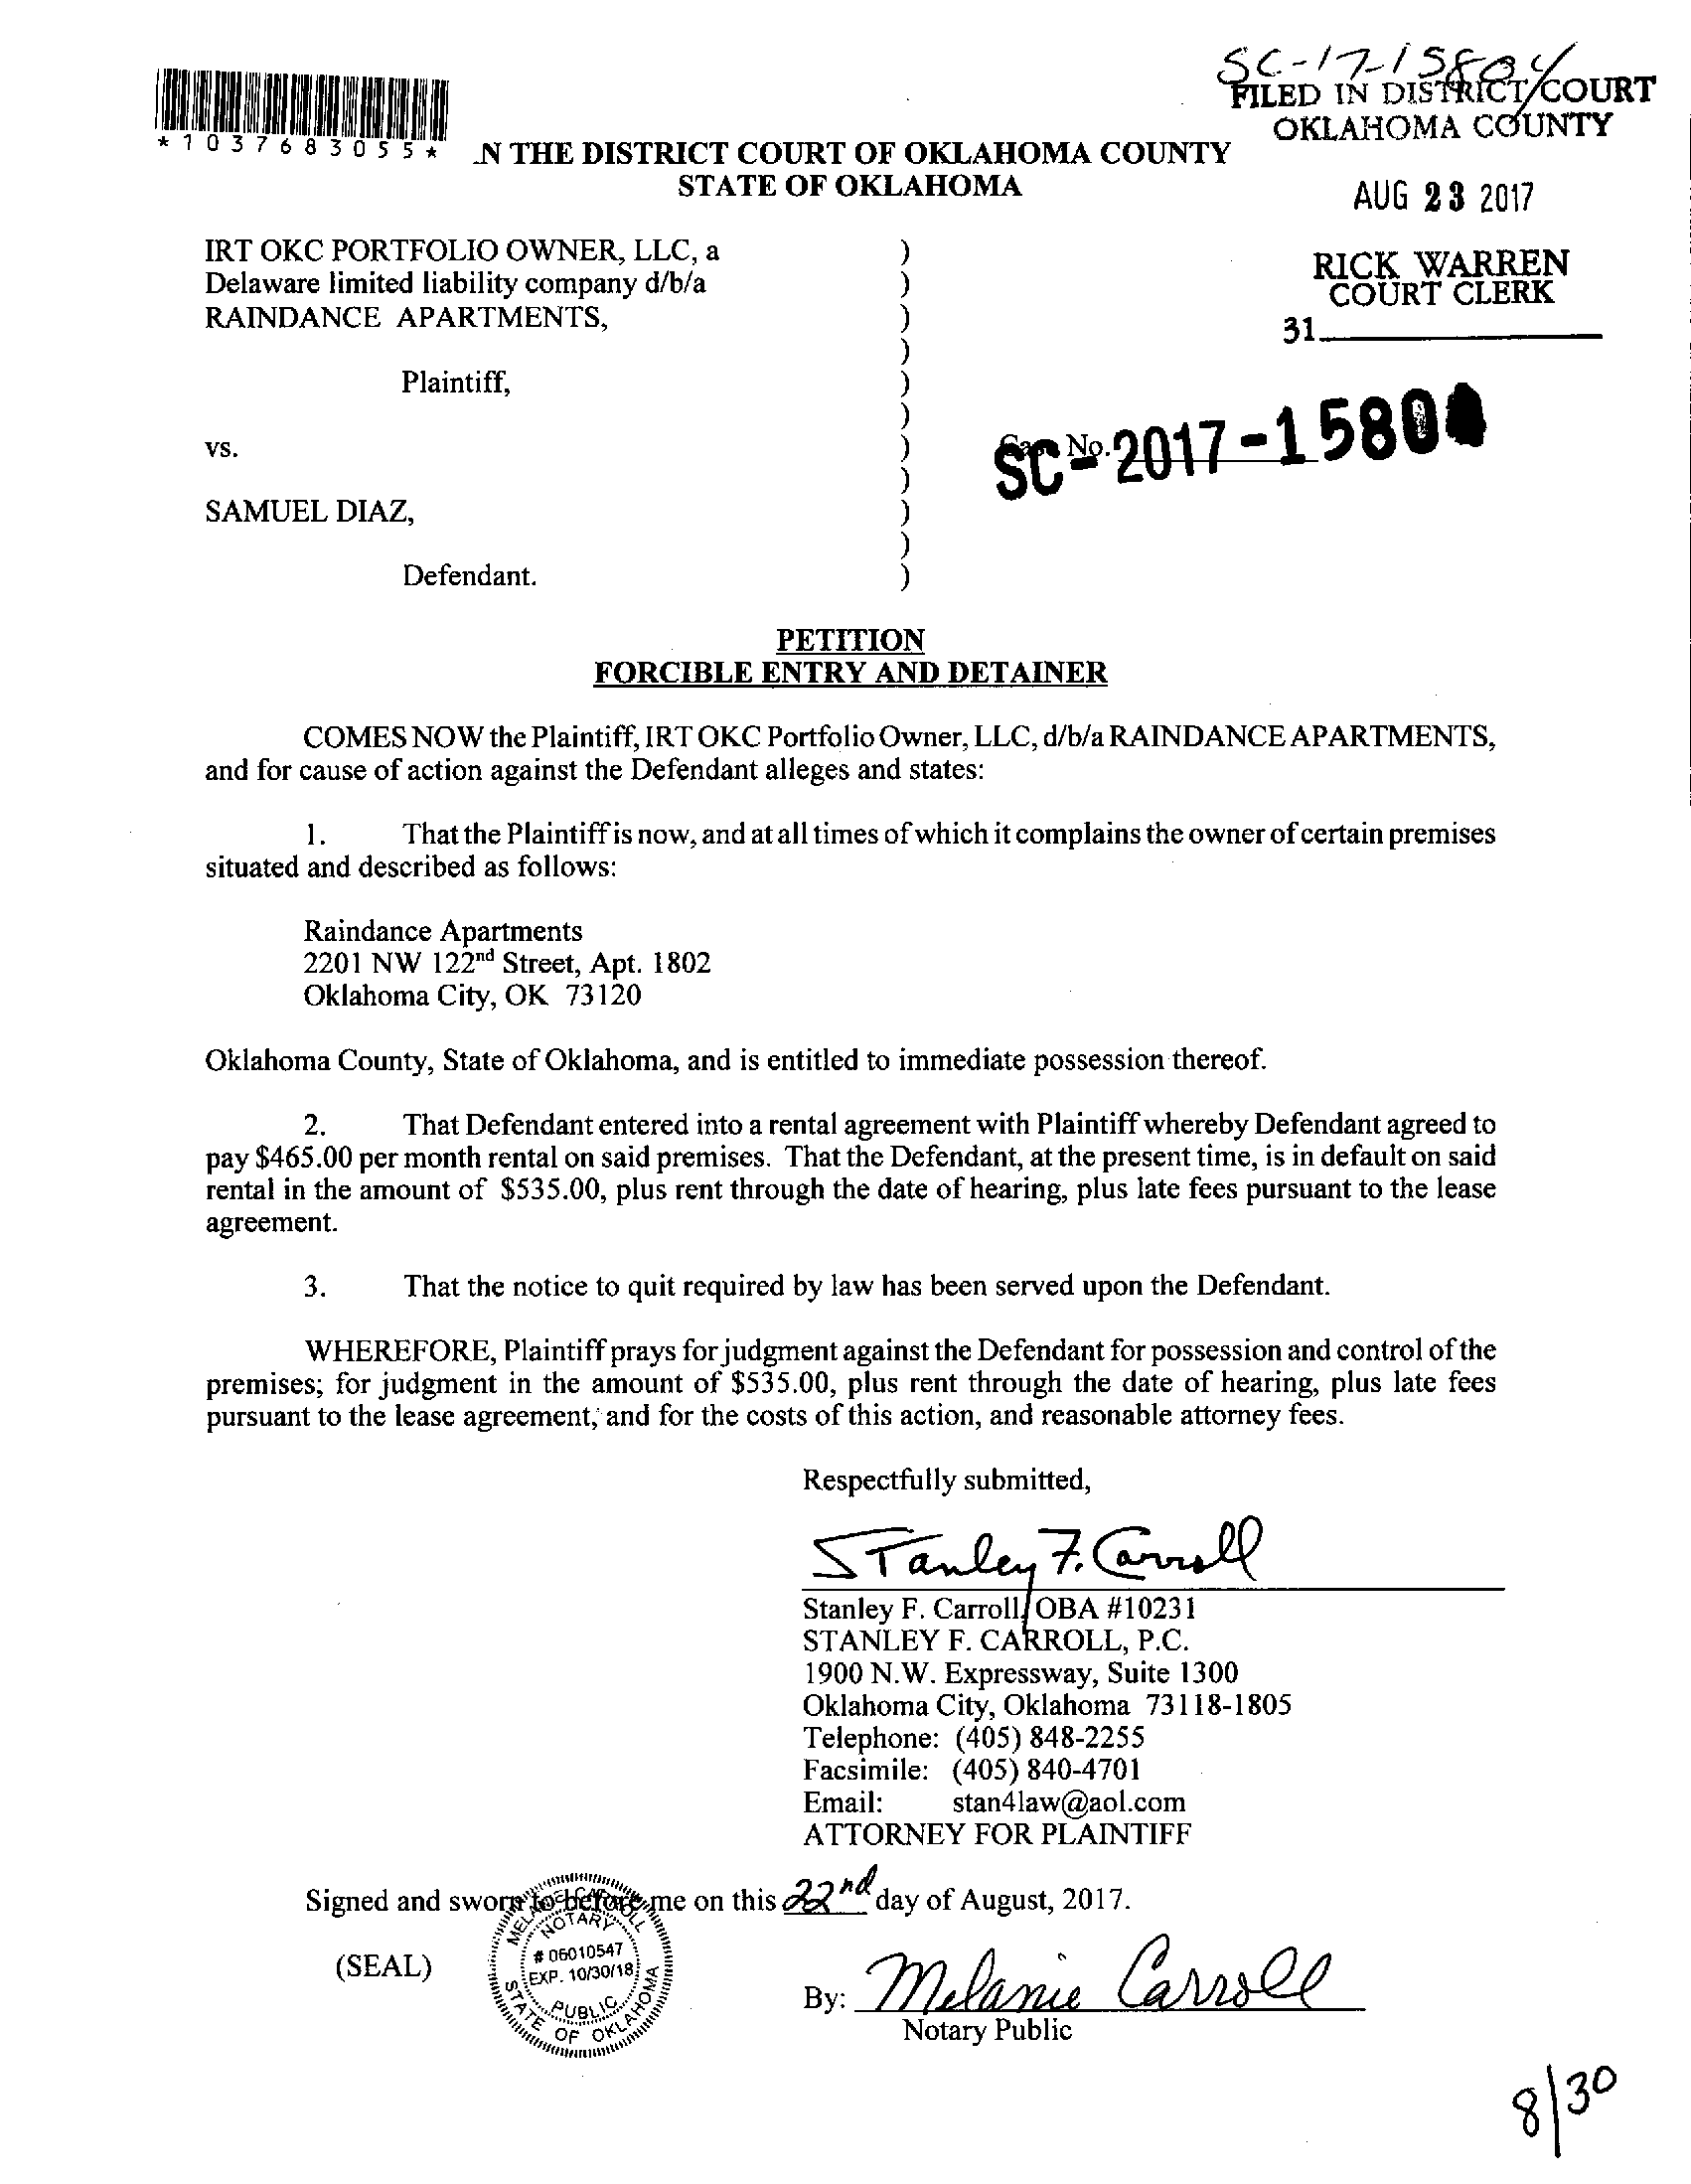 SC-17-15804
FILED IN DISTRICT COURT
OKLAHOMA COUNTY
*1037683055*
N THE DISTRICT COURT OF OKLAHOMA COUNTY
STATE OF OKLAHOMA
AUG 23 2017
IRT OKC PORTFOLIO OWNER, LLC, a )
Delaware limited liability company d/b/a )
RAINDANCE APARTMENTS, )
)
Plaintiff, )
)
vs. )
)
SAMUEL DIAZ, )
)
Defendant. )
RICK WARREN
COURT CLERK
31
Case No.
SC-2017-15804
PETITION
FORCIBLE ENTRY AND DETAINER
COMES NOW the Plaintiff, IRT OKC Portfolio Owner, LLC, d/b/a RAINDANCE APARTMENTS,
and for cause of action against the Defendant alleges and states:
1. That the Plaintiff is now, and at all times of which it complains the owner of certain premises
situated and described as follows:
Raindance Apartments
2201 NW 122nd Street, Apt. 1802
Oklahoma City, OK 73120
Oklahoma County, State of Oklahoma, and is entitled to immediate possession thereof.
2. That Defendant entered into a rental agreement with Plaintiff whereby Defendant agreed to
pay $465.00 per month rental on said premises. That the Defendant, at the present time, is in default on said
rental in the amount of $535.00, plus rent through the date of hearing, plus late fees pursuant to the lease
agreement.
3. That the notice to quit required by law has been served upon the Defendant.
WHEREFORE, Plaintiff prays for judgment against the Defendant for possession and control of the
premises; for judgment in the amount of $535.00, plus rent through the date of hearing, plus late fees
pursuant to the lease agreement, and for the costs of this action, and reasonable attorney fees.
Respectfully submitted,
Stanley F. Carroll
Stanley F. Carroll, OBA #10231
STANLEY F. CARROLL, P.C.
1900 N.W. Expressway, Suite 1300
Oklahoma City, Oklahoma 73118-1805
Telephone: (405) 848-2255
Facsimile: (405) 840-4701
Email: stan4law@aol.com
ATTORNEY FOR PLAINTIFF
Signed and sworn to before me on this 22nd day of August, 2017.
(SEAL)
MELANIE CARROLL
NOTARY
# 06010547
EXP. 10/30/18
PUBLIC
STATE OF OKLAHOMA
By: Melanie Carroll
Notary Public
8/30